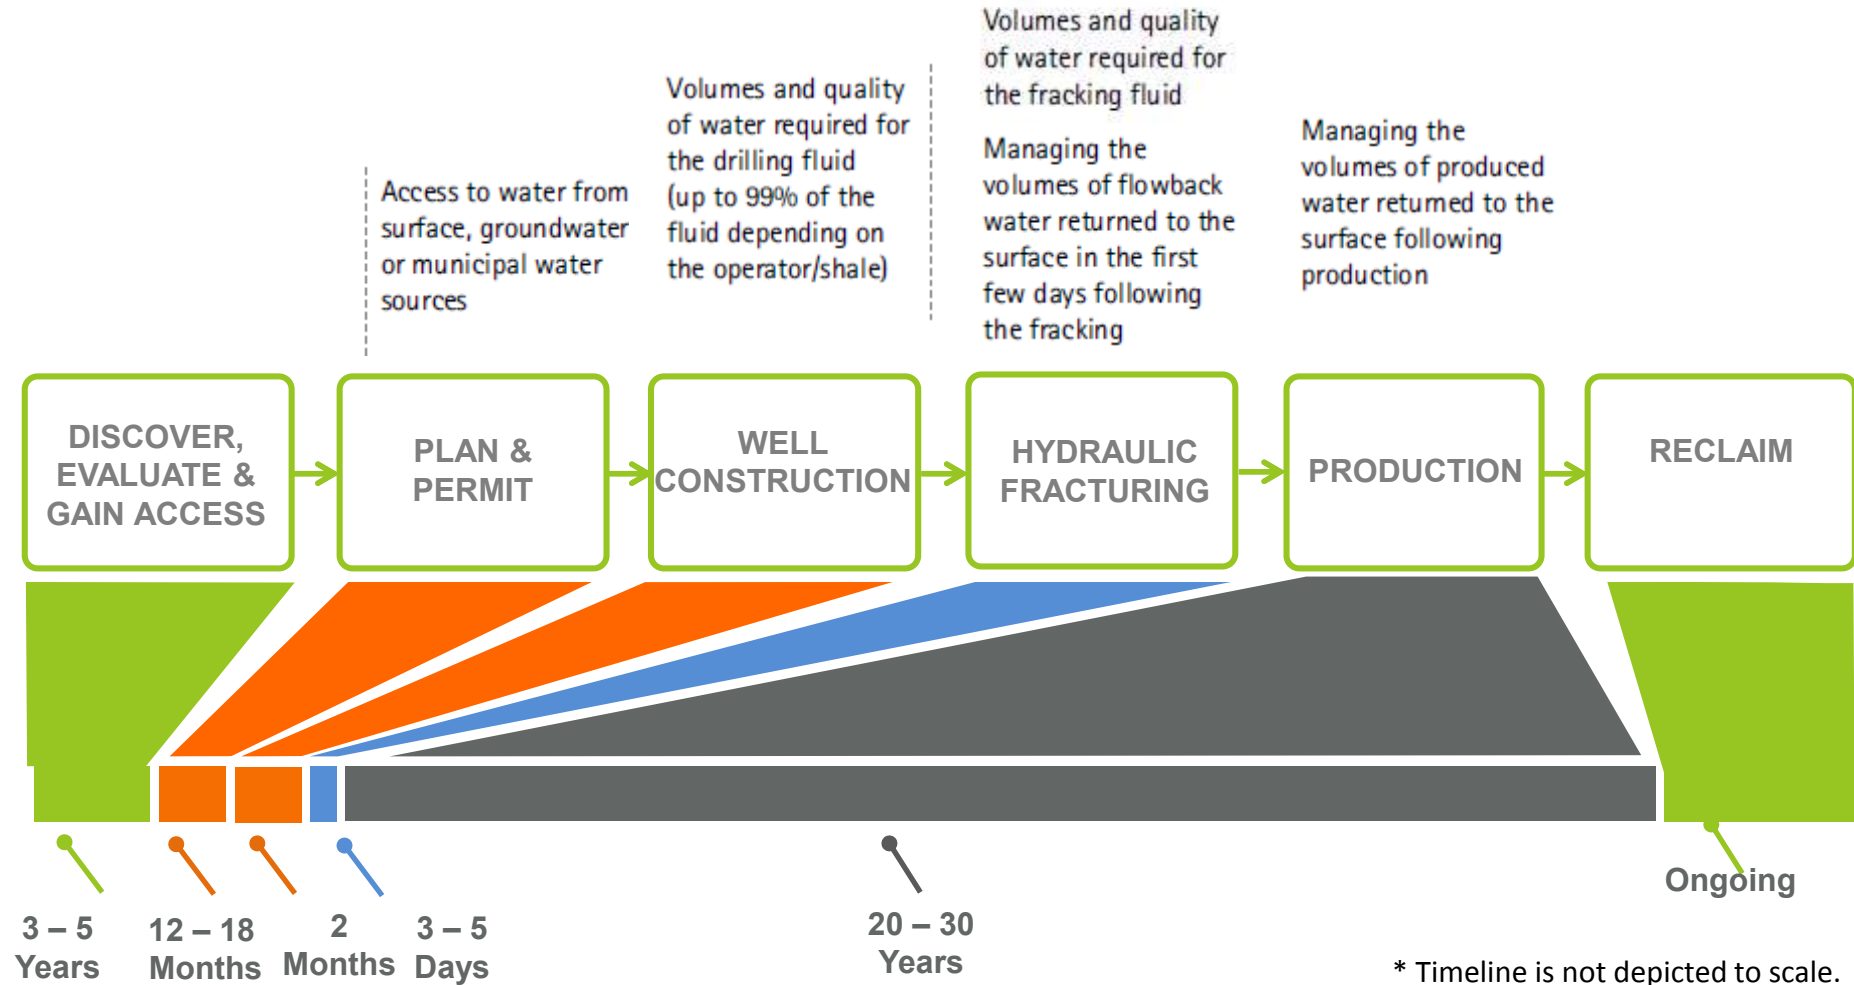 Access to water from
surface, groundwater
or municipal water
sources
Volumes and quality
of water required for
the drilling fluid
(up to 99% of the
fluid depending on
the operator/shale)
Volumes and quality
of water required for
the fracking fluid
Managing the
volumes of flowback
water returned to the
surface in the first
few days following
the fracking
Managing the
volumes of produced
water returned to the
surface following
production
DISCOVER,
EVALUATE &
GAIN ACCESS
PLAN &
PERMIT
WELL
CONSTRUCTION
HYDRAULIC
FRACTURING
PRODUCTION
RECLAIM
3 – 5
Years
12 – 18
Months
2
Months
3 – 5
Days
20 – 30
Years
Ongoing
* Timeline is not depicted to scale.